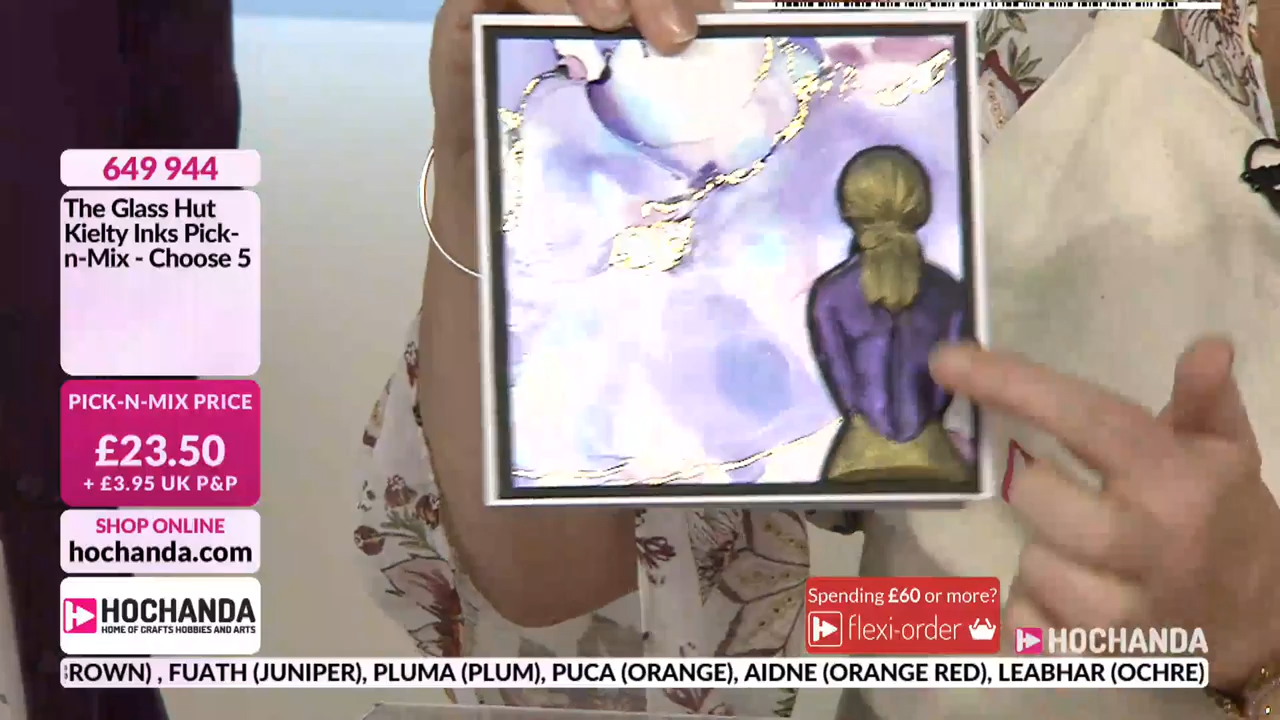 649 944
The Glass Hut
Kielty Inks Pick-
n-Mix - Choose 5
PICK-N-MIX PRICE
£23.50
+ £3.95 UK P&P
SHOP ONLINE
hochanda.com
HOCHANDA
HOME OF CRAFTS HOBBIES AND ARTS
Spending £60 or more?
flexi-order
HOCHANDA
ROWN) , FUATH (JUNIPER), PLUMA (PLUM), PUCA (ORANGE), AIDNE (ORANGE RED), LEABHAR (OCHRE)